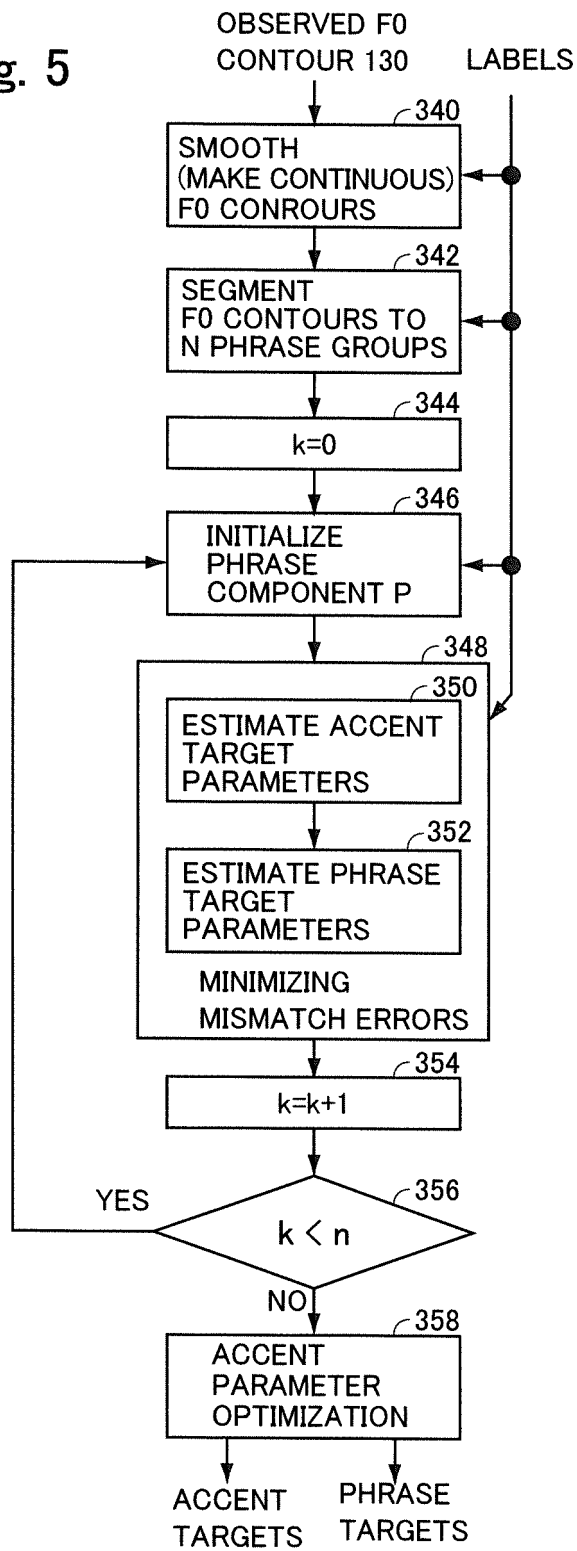 g. 5
OBSERVED F0
CONTOUR 130
LABELS
340
SMOOTH
(MAKE CONTINUOUS)
F0 CONROURS
342
SEGMENT
F0 CONTOURS TO
N PHRASE GROUPS
344
k=0
346
INITIALIZE
PHRASE
COMPONENT P
348
350
ESTIMATE ACCENT
TARGET
PARAMETERS
352
ESTIMATE PHRASE
TARGET
PARAMETERS
MINIMIZING
MISMATCH ERRORS
354
k=k+1
356
YES
k < n
NO
358
ACCENT
PARAMETER
OPTIMIZATION
ACCENT
TARGETS
PHRASE
TARGETS